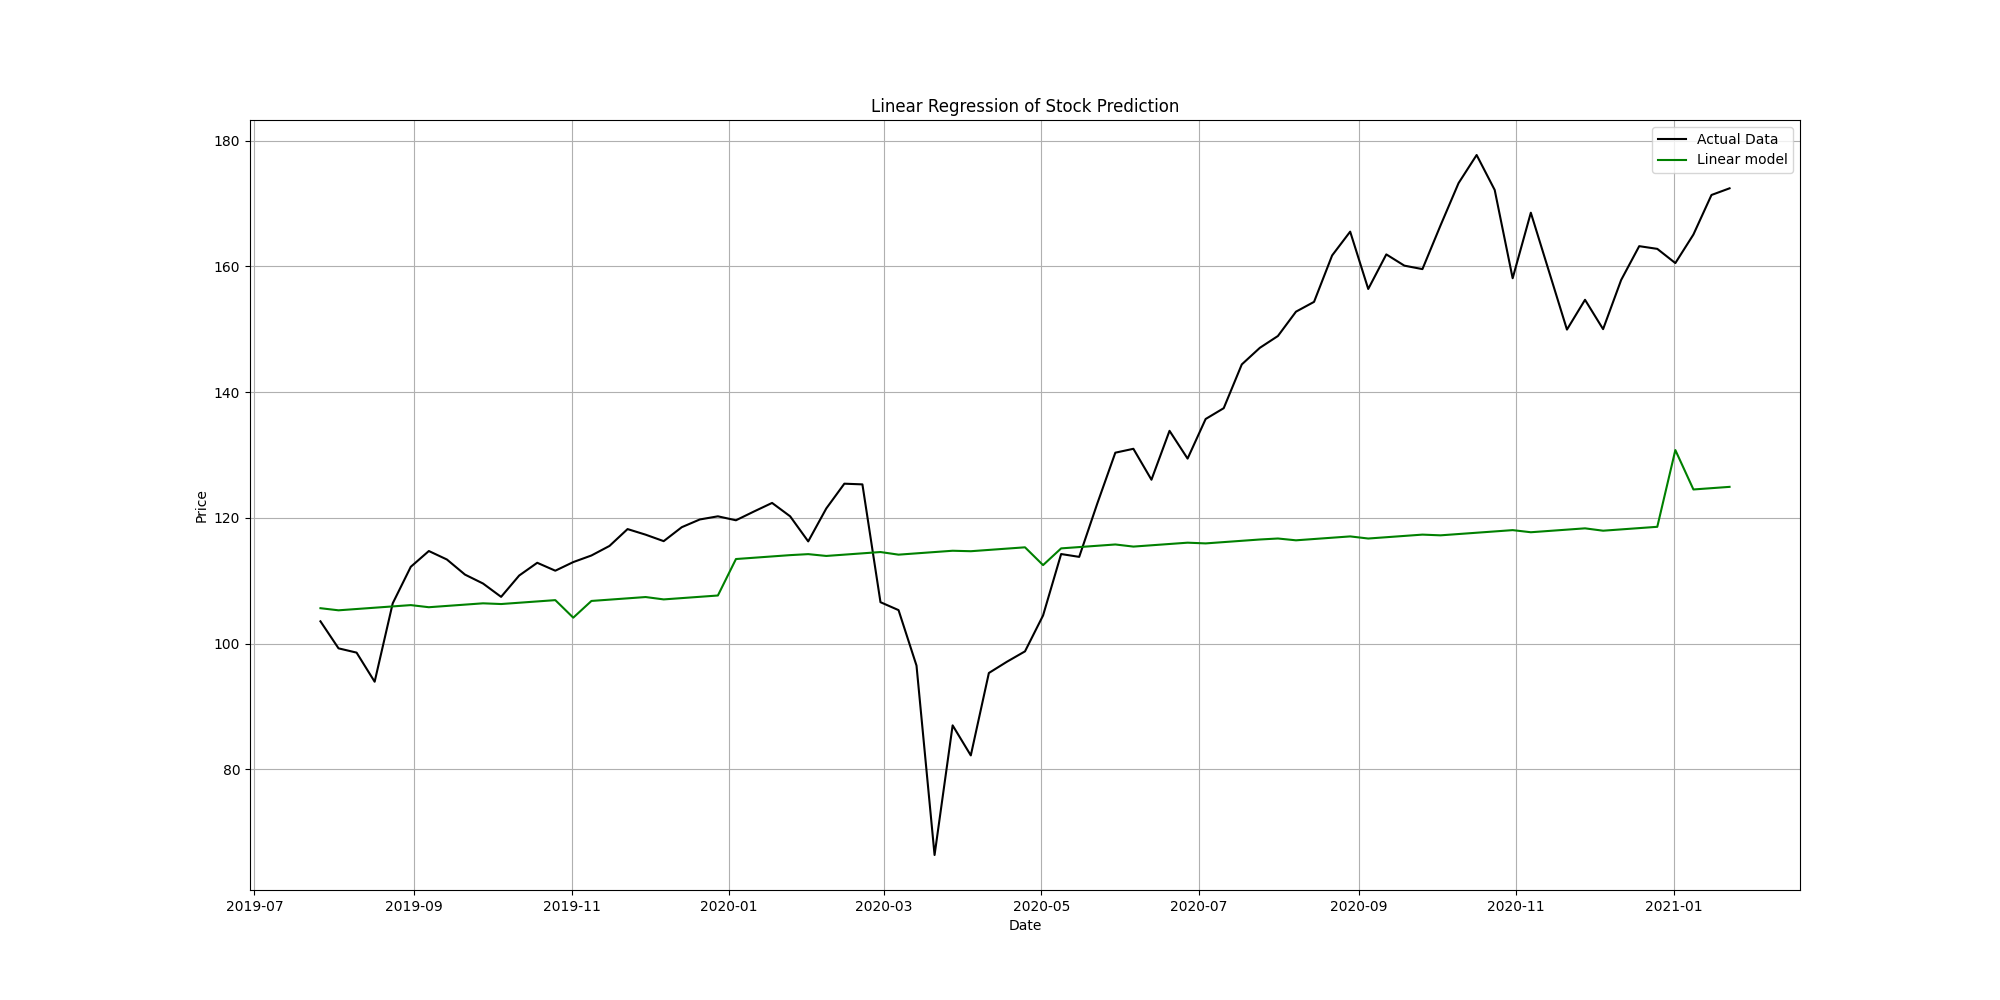 Linear Regression of Stock Prediction
Actual Data
Linear model
180
160
140
120
100
80
Price
2019-07 2019-09 2019-11 2020-01 2020-03 2020-05 2020-07 2020-09 2020-11 2021-01
Date